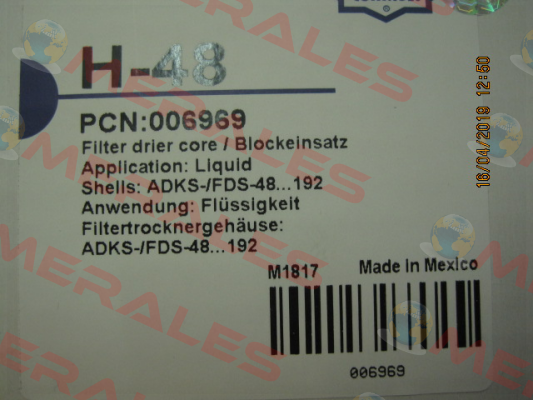 H-48
PCN:006969
Filter drier core / Blockeinsatz
Application: Liquid
Shells: ADKS-/FDS-48...192
Anwendung: Flüssigkeit
Filtertrocknergehäuse:
ADKS-/FDS-48...192
M1817 Made in Mexico
006969
16/04/2019 12:50
MERALES